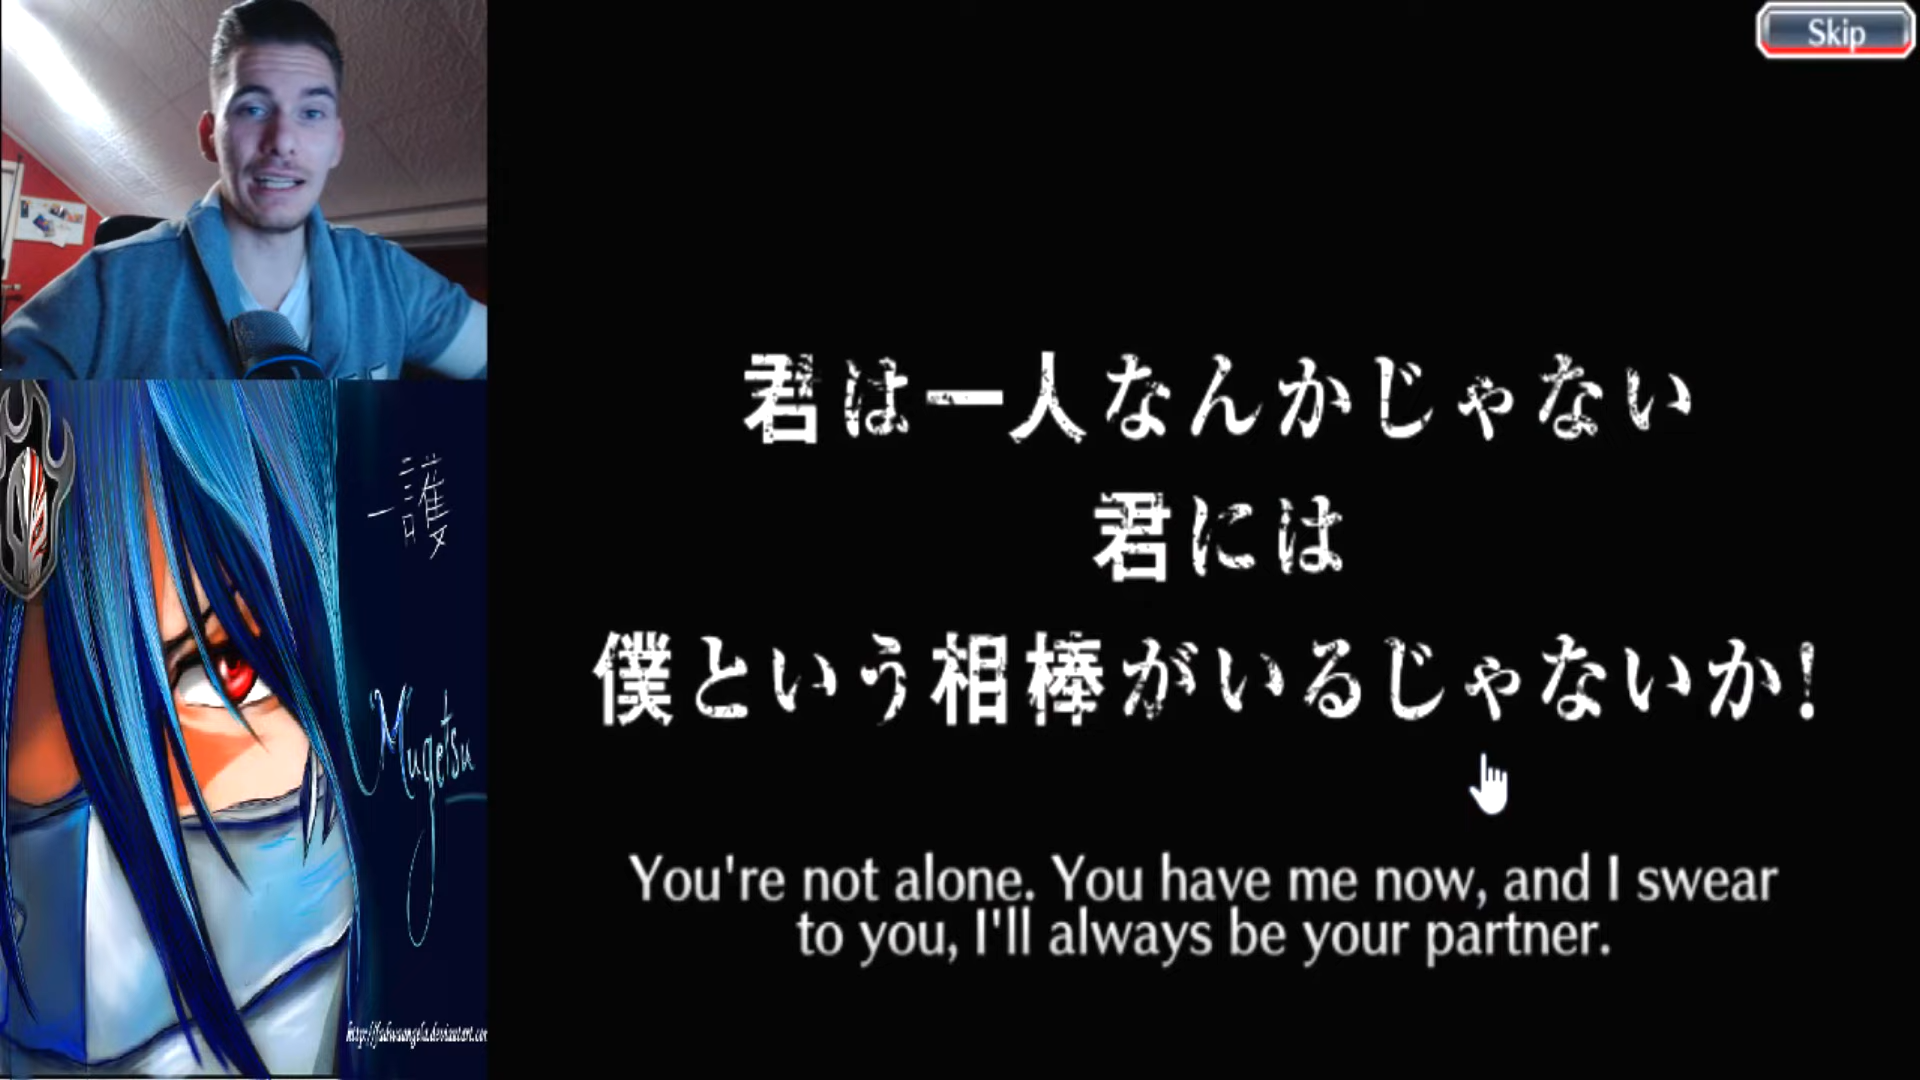 Skip
君は一人なんかじゃない
君には
僕という相棒がいるじゃないか!
You're not alone. You have me now, and I swear
to you, I'll always be your partner.
一護
Mugetsu